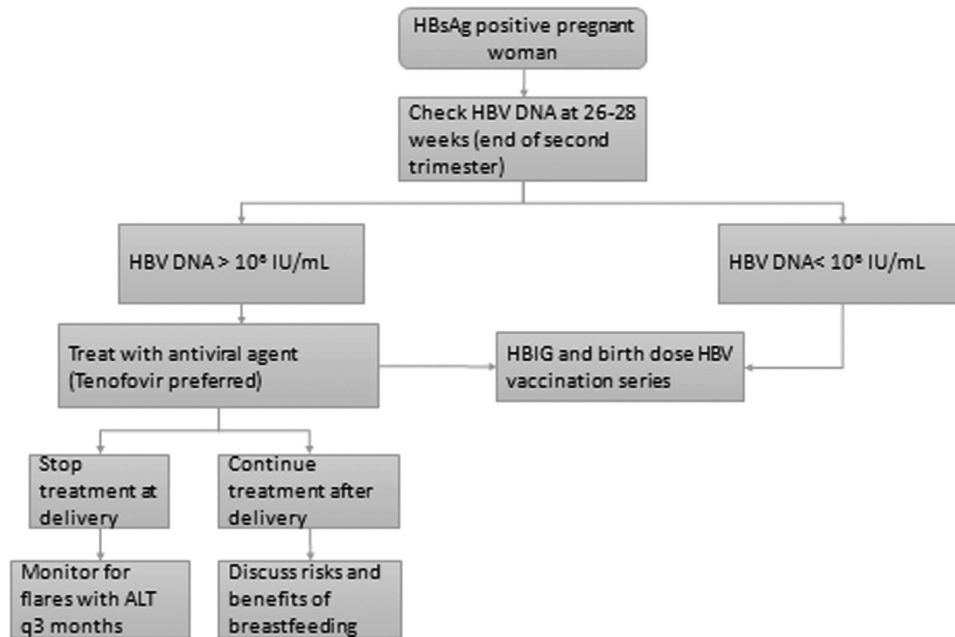 HBsAg positive pregnant
woman
Check HBV DNA at 26-28
weeks (end of second
trimester)
HBV DNA > 10⁶ IU/mL
HBV DNA< 10⁶ IU/mL
Treat with antiviral agent
(Tenofovir preferred)
HBIG and birth dose HBV
vaccination series
Stop
treatment at
delivery
Continue
treatment after
delivery
Monitor for
flares with ALT
q3 months
Discuss risks and
benefits of
breastfeeding